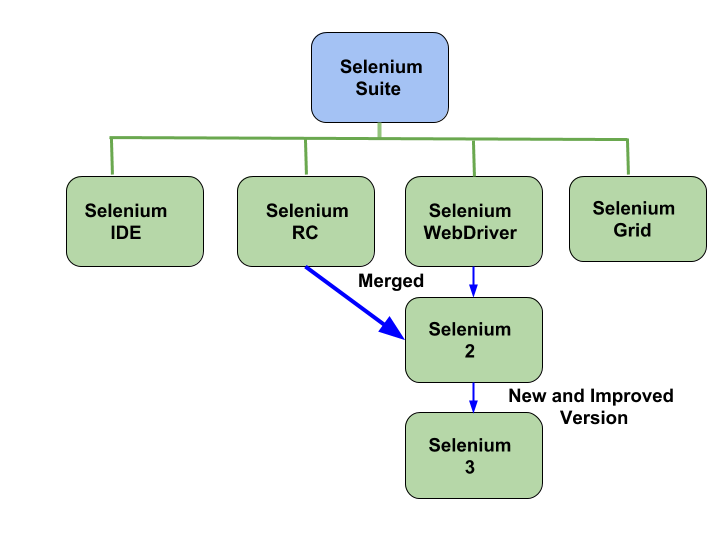 Selenium
Suite
Selenium
IDE
Selenium
RC
Selenium
WebDriver
Selenium
Grid
Merged
Selenium
2
New and Improved
Version
Selenium
3